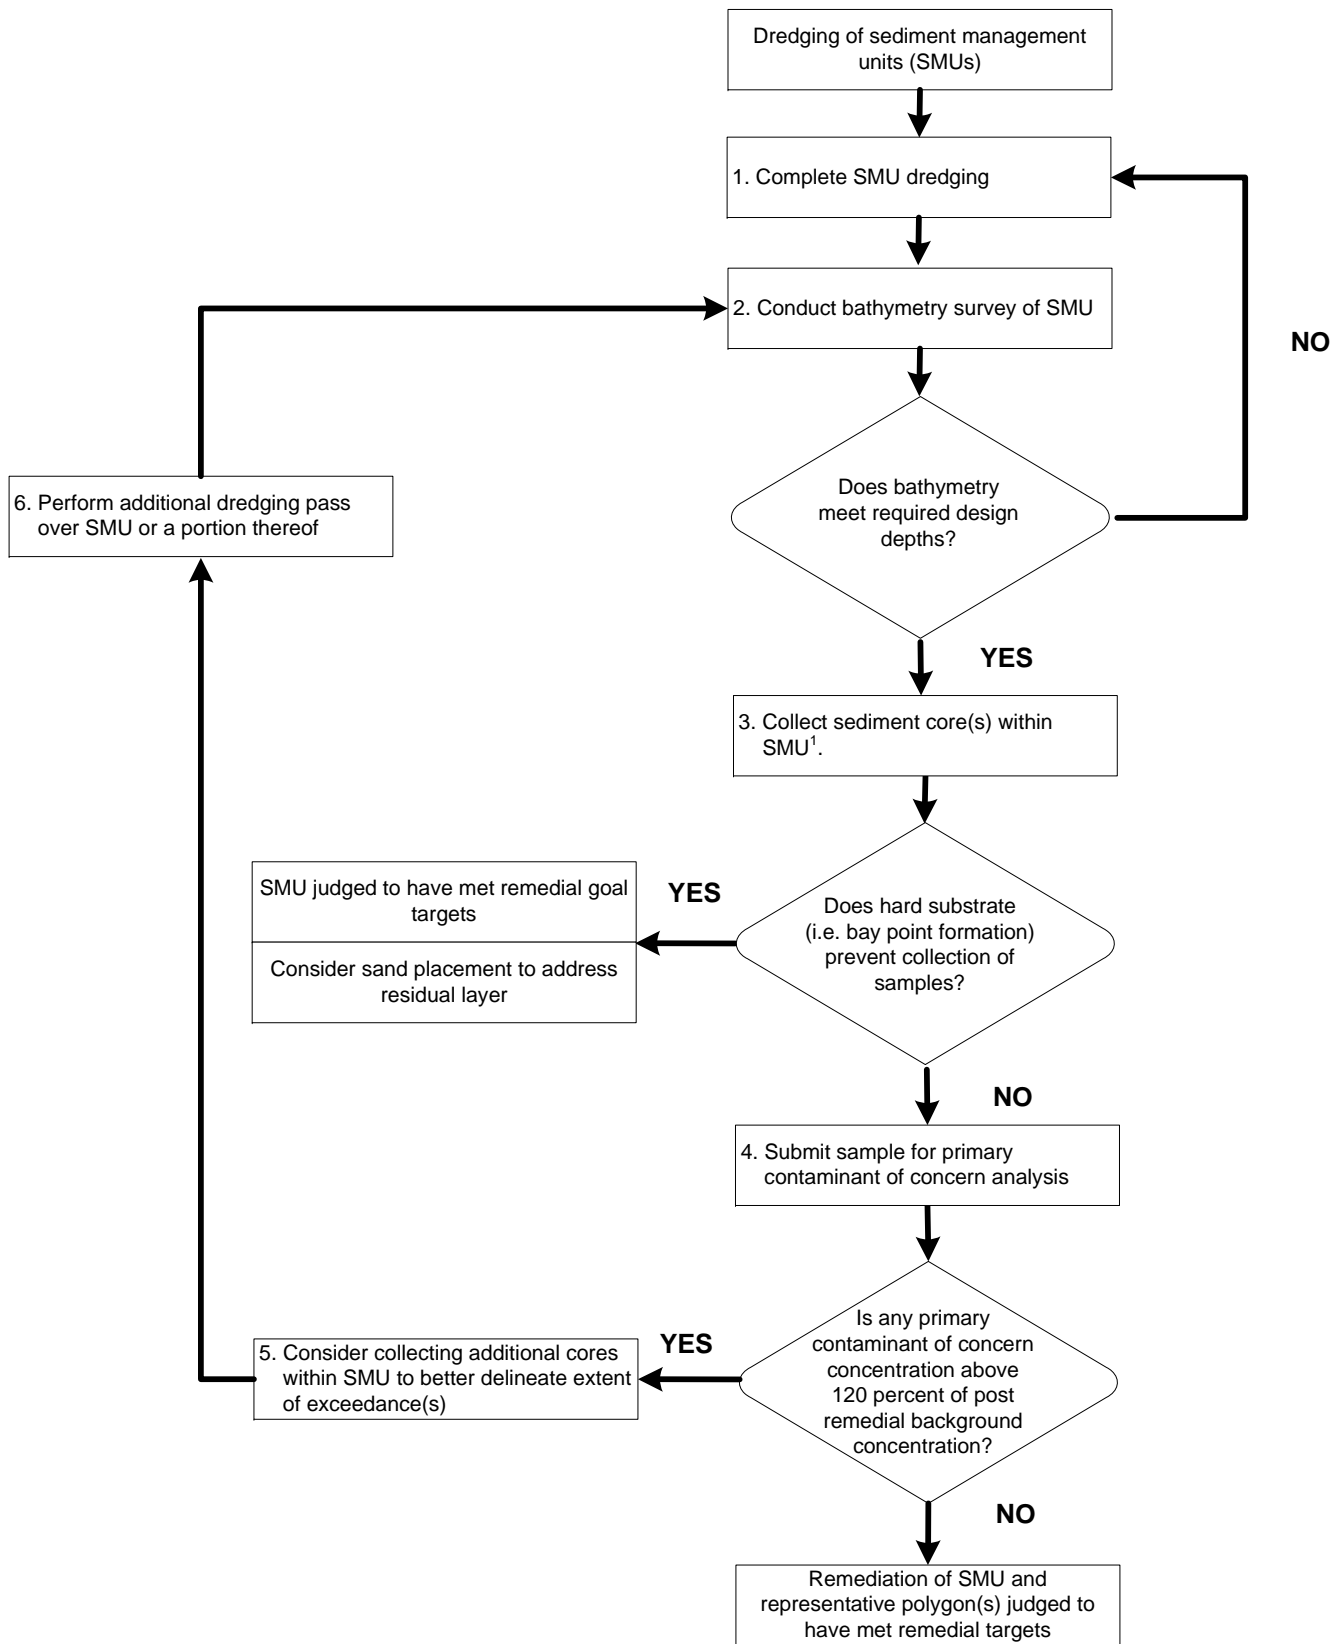 Dredging of sediment management
units (SMUs)
1. Complete SMU dredging
2. Conduct bathymetry survey of SMU
NO
6. Perform additional dredging pass
over SMU or a portion thereof
Does bathymetry
meet required design
depths?
YES
3. Collect sediment core(s) within
SMU¹.
SMU judged to have met remedial goal
targets
Consider sand placement to address
residual layer
YES
Does hard substrate
(i.e. bay point formation)
prevent collection of
samples?
NO
4. Submit sample for primary
contaminant of concern analysis
5. Consider collecting additional cores
within SMU to better delineate extent
of exceedance(s)
YES
Is any primary
contaminant of concern
concentration above
120 percent of post
remedial background
concentration?
NO
Remediation of SMU and
representative polygon(s) judged to
have met remedial targets